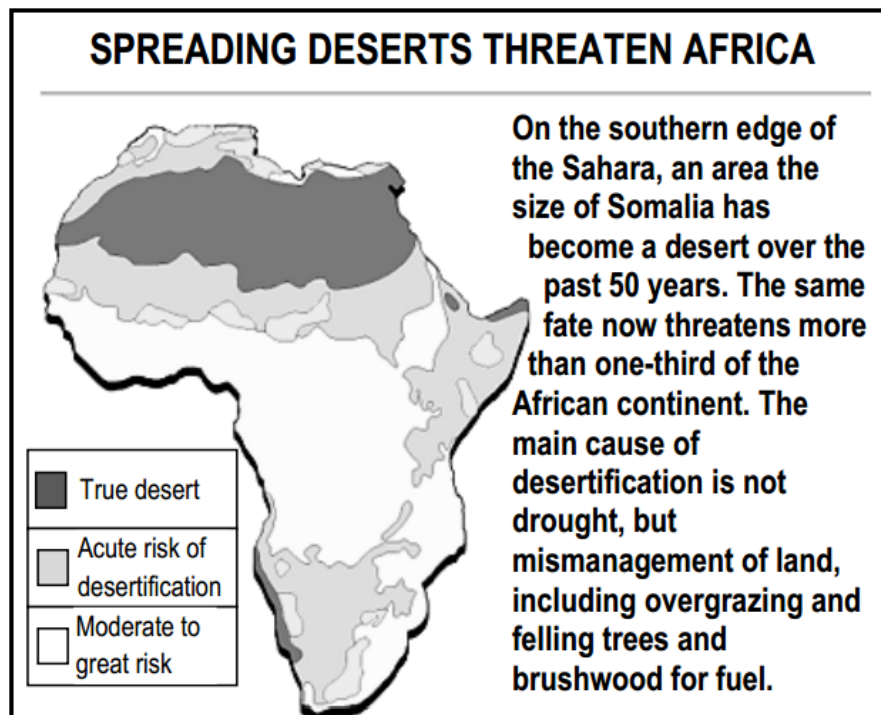 SPREADING DESERTS THREATEN AFRICA
On the southern edge of
the Sahara, an area the
size of Somalia has
become a desert over the
past 50 years. The same
fate now threatens more
than one-third of the
African continent. The
main cause of
desertification is not
drought, but
mismanagement of land,
including overgrazing and
felling trees and
brushwood for fuel.
True desert
Acute risk of
desertification
Moderate to
great risk